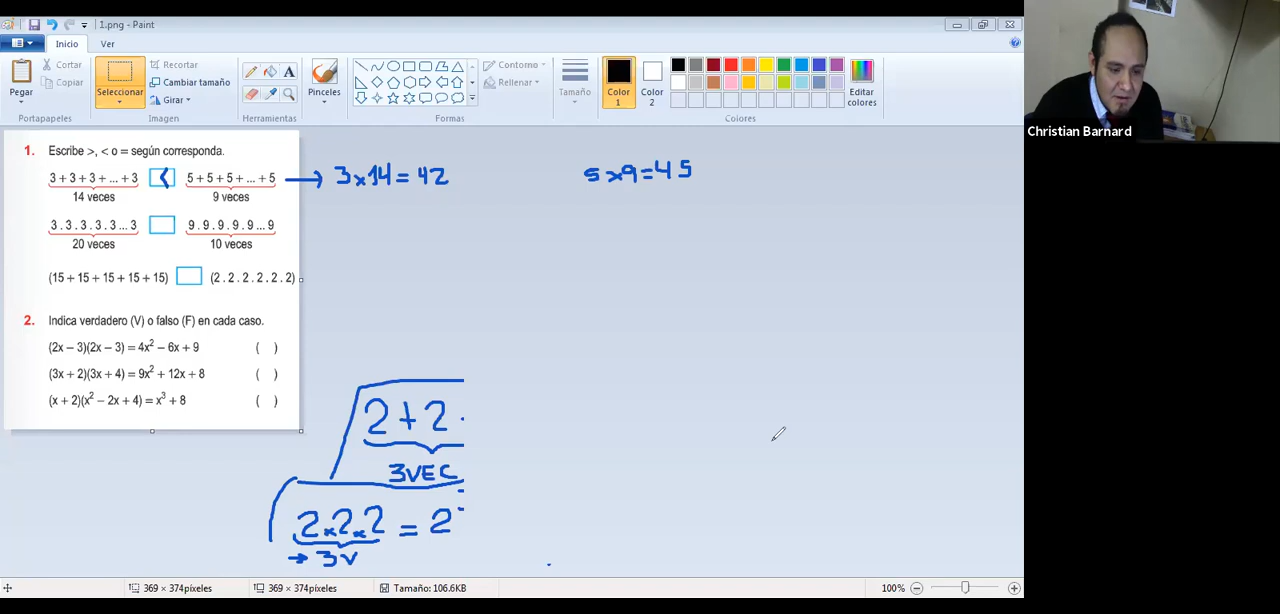 1.png - Paint
Inicio Ver
Pegar
Cortar
Copiar
Portapapeles
Seleccionar
Recortar
Cambiar tamaño
Girar
Imagen
Herramientas
Pinceles
Contorno
Rellenar
Formas
Tamaño
Color 1
Color 2
Editar colores
Colores
Christian Barnard
1. Escribe >, < o = según corresponda.
3 + 3 + 3 + ... + 3 < 5 + 5 + 5 + ... + 5 → 3x14=42 5x9=45
14 veces 9 veces
3 . 3 . 3 . 3 . 3 ... 3 9 . 9 . 9 . 9 . 9 ... 9
20 veces 10 veces
(15 + 15 + 15 + 15 + 15) (2 . 2 . 2 . 2 . 2 . 2)
2. Indica verdadero (V) o falso (F) en cada caso.
(2x – 3)(2x – 3) = 4x² – 6x + 9 ( )
(3x + 2)(3x + 4) = 9x² + 12x + 8 ( )
(x + 2)(x² – 2x + 4) = x³ + 8 ( )
2+2
3VEC
2x2x2=2
→ 3V
369 × 374píxeles 369 × 374píxeles Tamaño: 106.6KB 100%